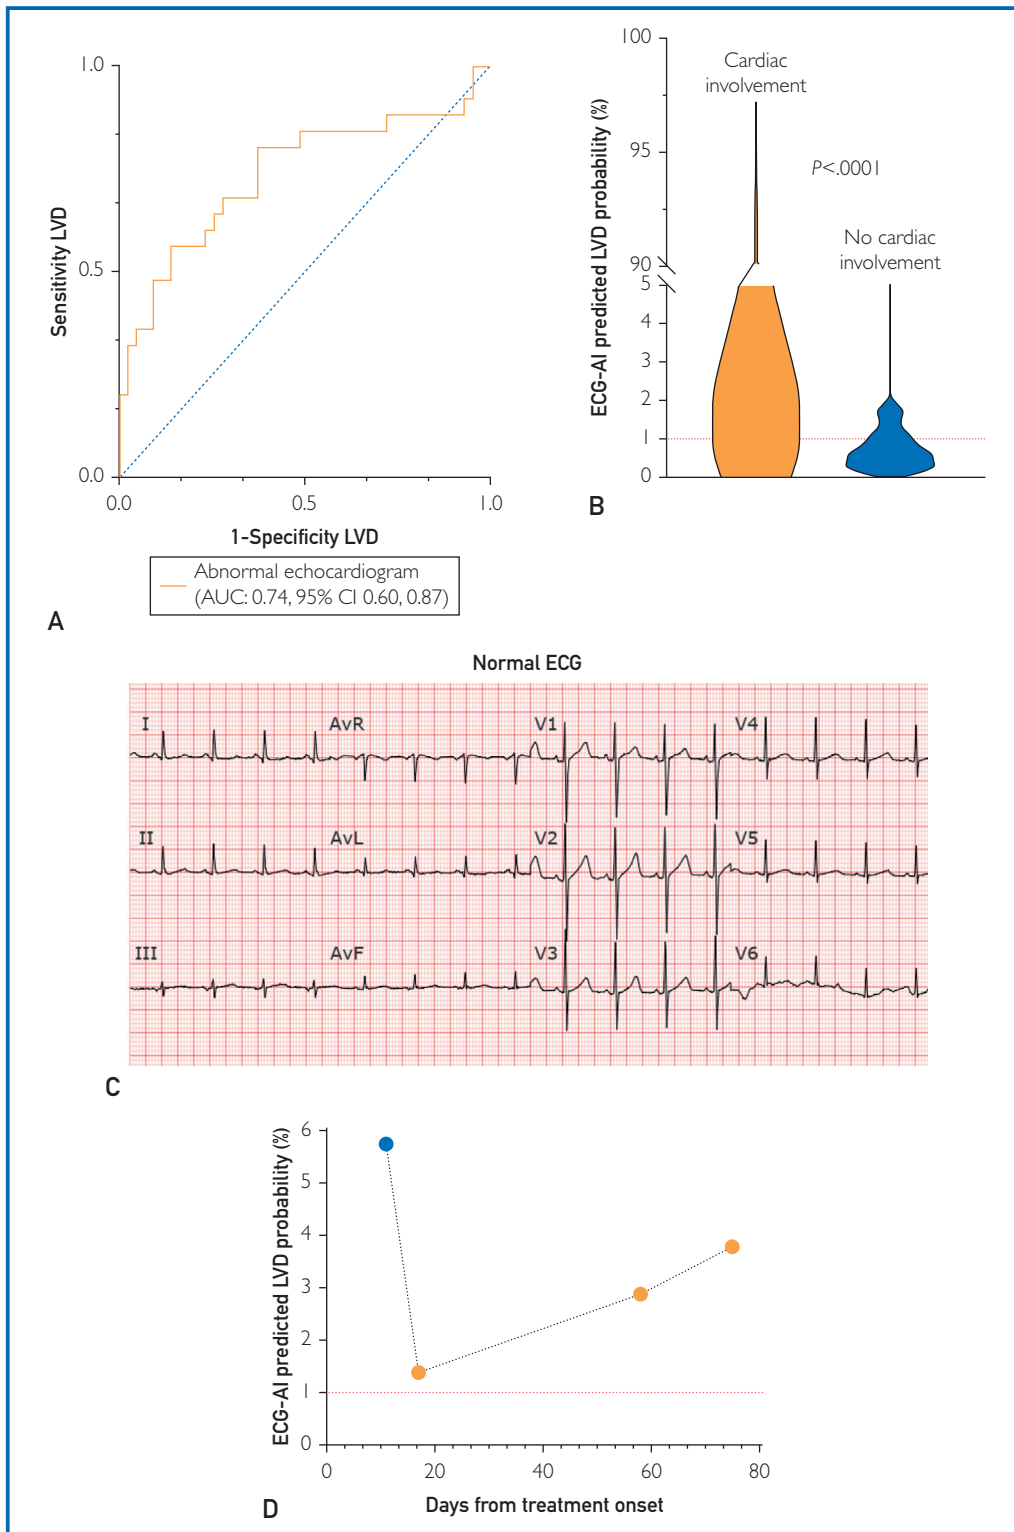 1.0
0.5
0.0
0.0
0.5
1.0
Sensitivity LVD
1-Specificity LVD
Abnormal echocardiogram
(AUC: 0.74, 95% CI 0.60, 0.87)
A
100
95
90
5
4
3
2
1
0
ECG-AI predicted LVD probability (%)
Cardiac
involvement
P<.0001
No cardiac
involvement
B
Normal ECG
I
AvR
V1
V4
II
AvL
V2
V5
III
AvF
V3
V6
C
6
5
4
3
2
1
0
0
20
40
60
80
ECG-AI predicted LVD probability (%)
Days from treatment onset
D